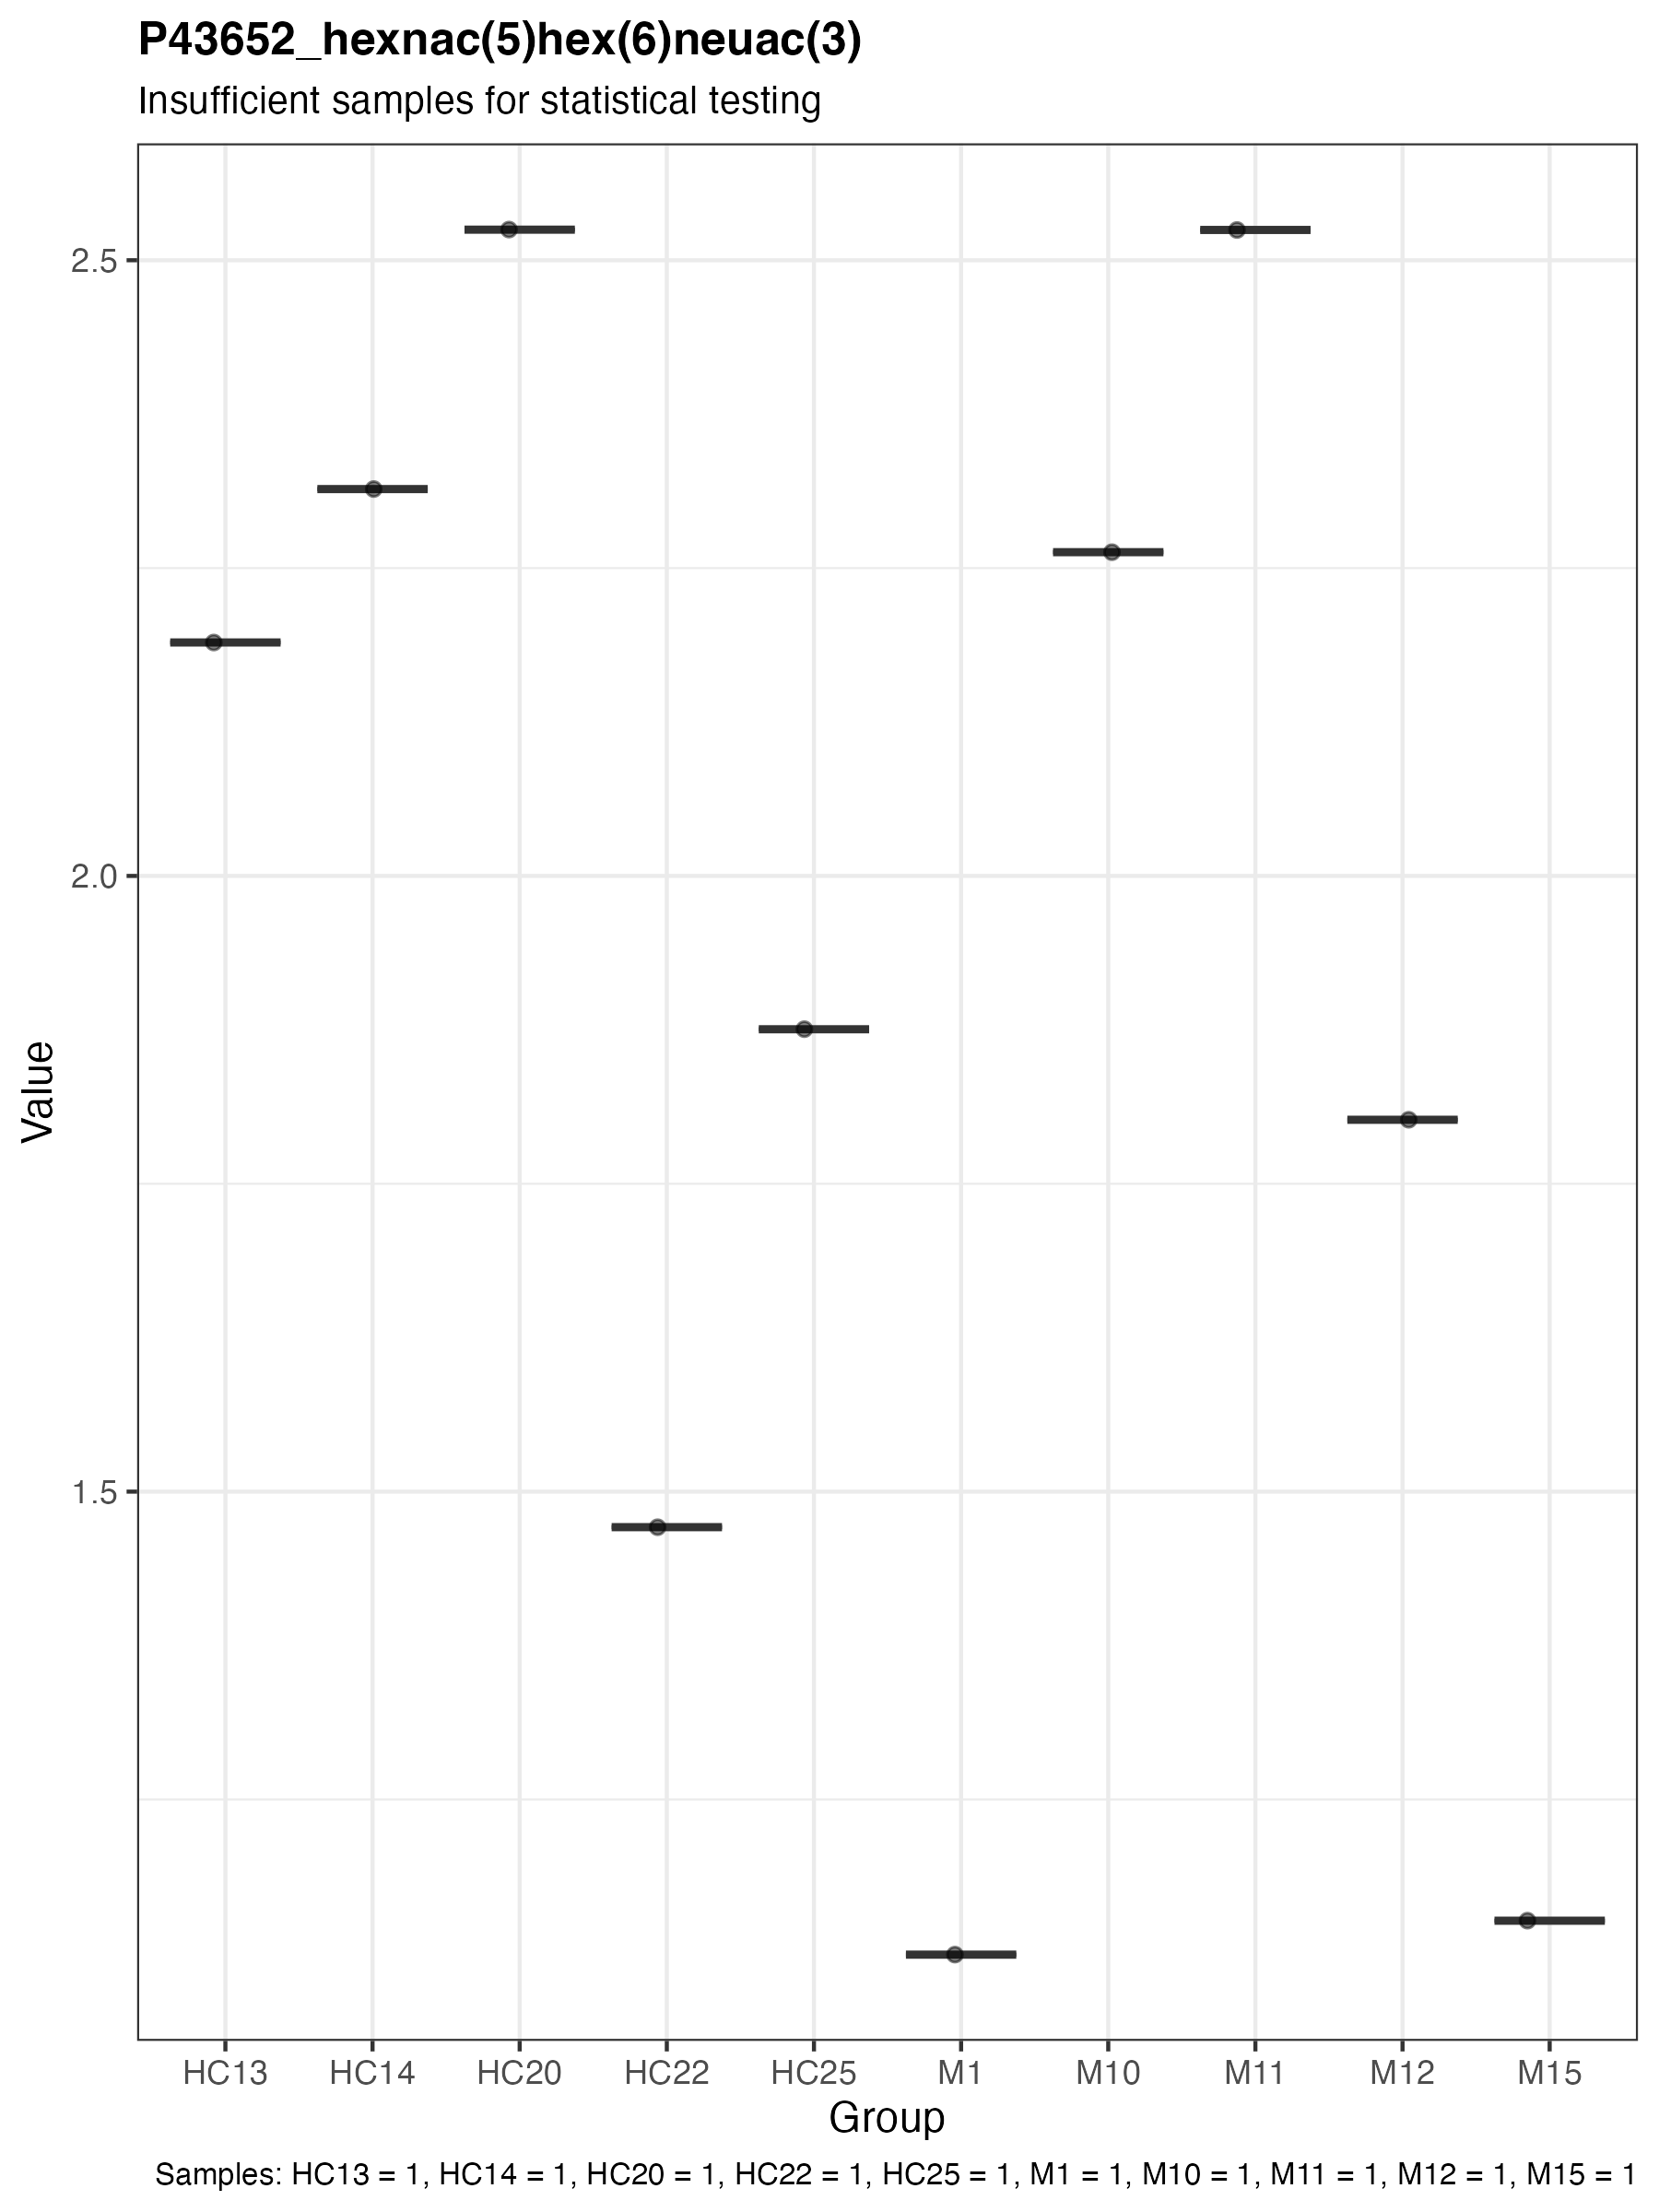 P43652_hexnac(5)hex(6)neuac(3)
Insufficient samples for statistical testing
2.5
2.0
1.5
Value
HC13 HC14 HC20 HC22 HC25 M1 M10 M11 M12 M15
Group
Samples: HC13 = 1, HC14 = 1, HC20 = 1, HC22 = 1, HC25 = 1, M1 = 1, M10 = 1, M11 = 1, M12 = 1, M15 = 1